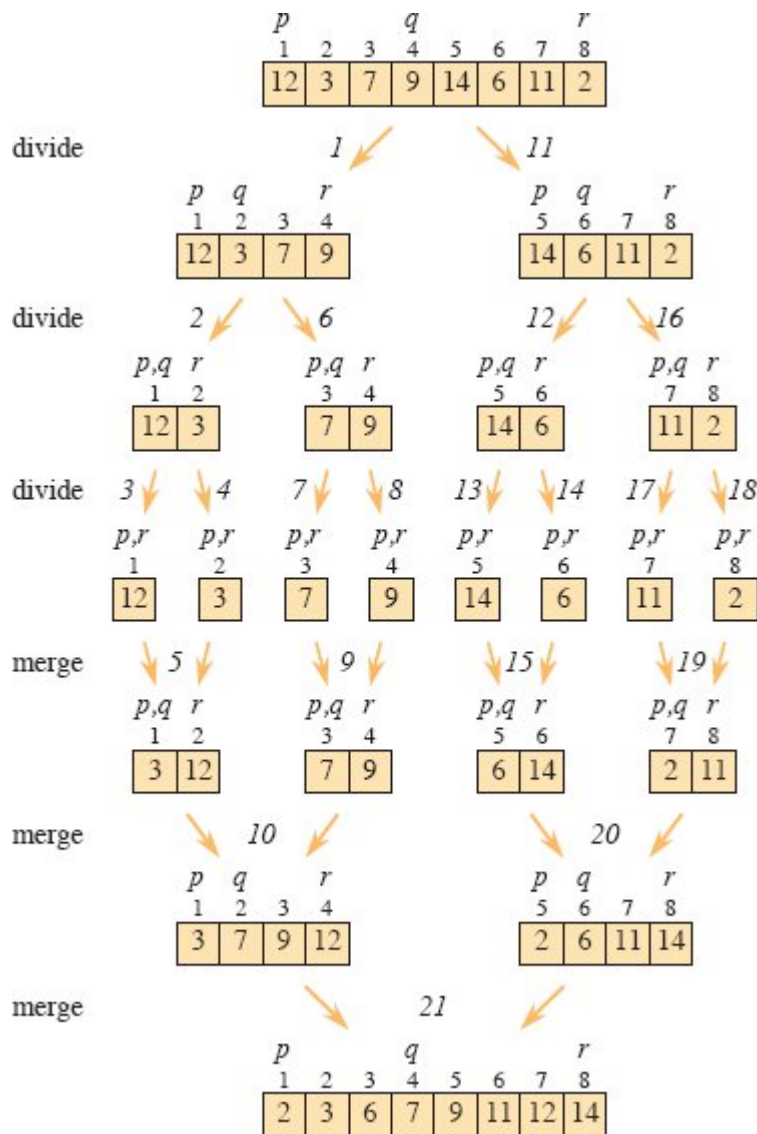 p q r
1 2 3 4 5 6 7 8
12 3 7 9 14 6 11 2
divide 1 11
p q r p q r
1 2 3 4 5 6 7 8
12 3 7 9 14 6 11 2
divide 2 6 12 16
p,q r p,q r p,q r p,q r
1 2 3 4 5 6 7 8
12 3 7 9 14 6 11 2
divide 3 4 7 8 13 14 17 18
p,r p,r p,r p,r p,r p,r p,r p,r
1 2 3 4 5 6 7 8
12 3 7 9 14 6 11 2
merge 5 9 15 19
p,q r p,q r p,q r p,q r
1 2 3 4 5 6 7 8
3 12 7 9 6 14 2 11
merge 10 20
p q r p q r
1 2 3 4 5 6 7 8
3 7 9 12 2 6 11 14
merge 21
p q r
1 2 3 4 5 6 7 8
2 3 6 7 9 11 12 14